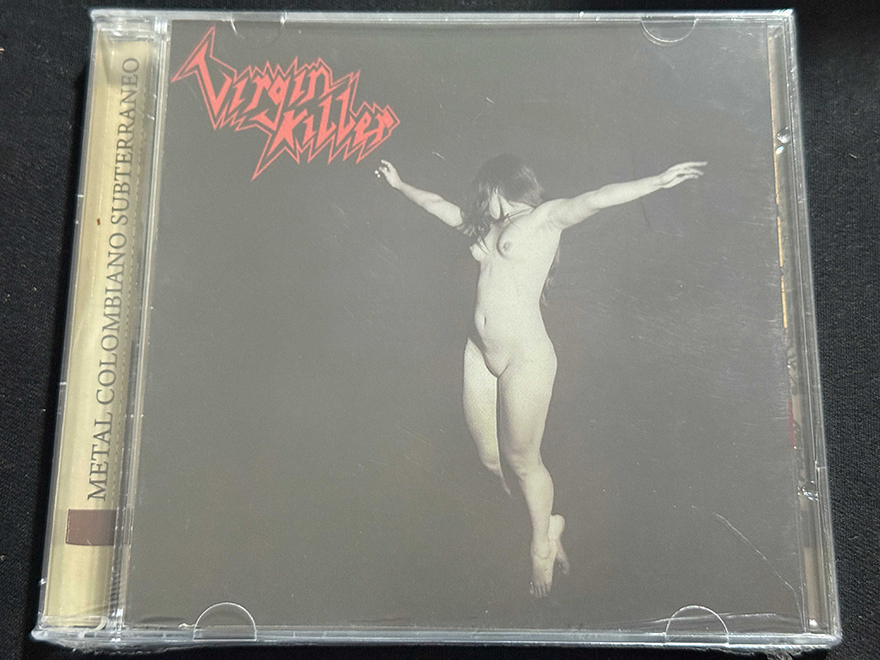 Virgin
Killer
METAL COLOMBIANO SUBTERRANEO